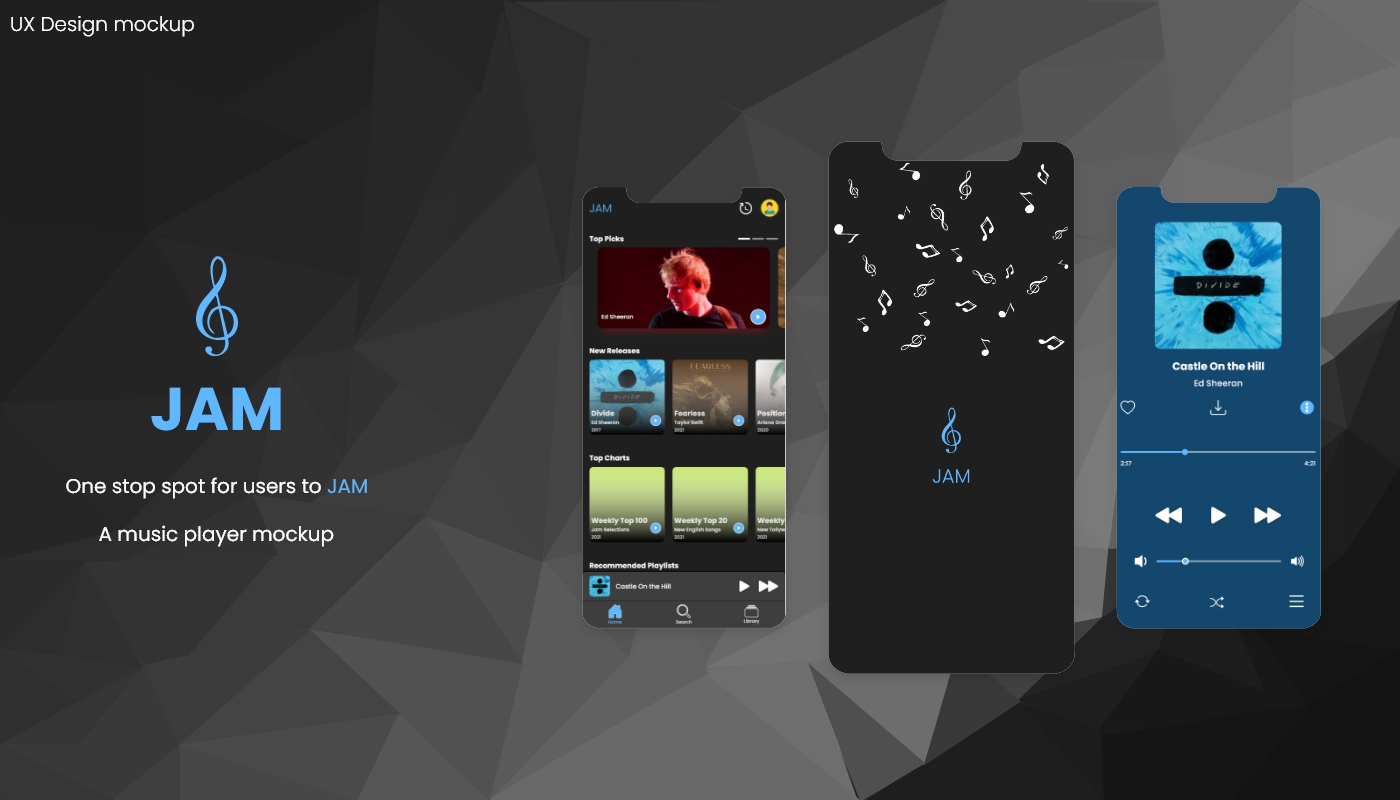 UX Design mockup
JAM
One stop spot for users to JAM
A music player mockup
JAM
Top Picks
Ed Sheeran
New Releases
DIVIDE
FEARLESS
Divide
Ed Sheeran
2017
Fearless
Taylor Swift
2021
Position
Ariana Gra
2020
Top Charts
Weekly Top 100
Jam Selections
2021
Weekly Top 20
New English Songs
2021
Weekly
New Tollyw
2021
Recommended Playlists
Castle On the Hill
Home
Search
Library
JAM
DIVIDE
Castle On the Hill
Ed Sheeran
2:17
4:21